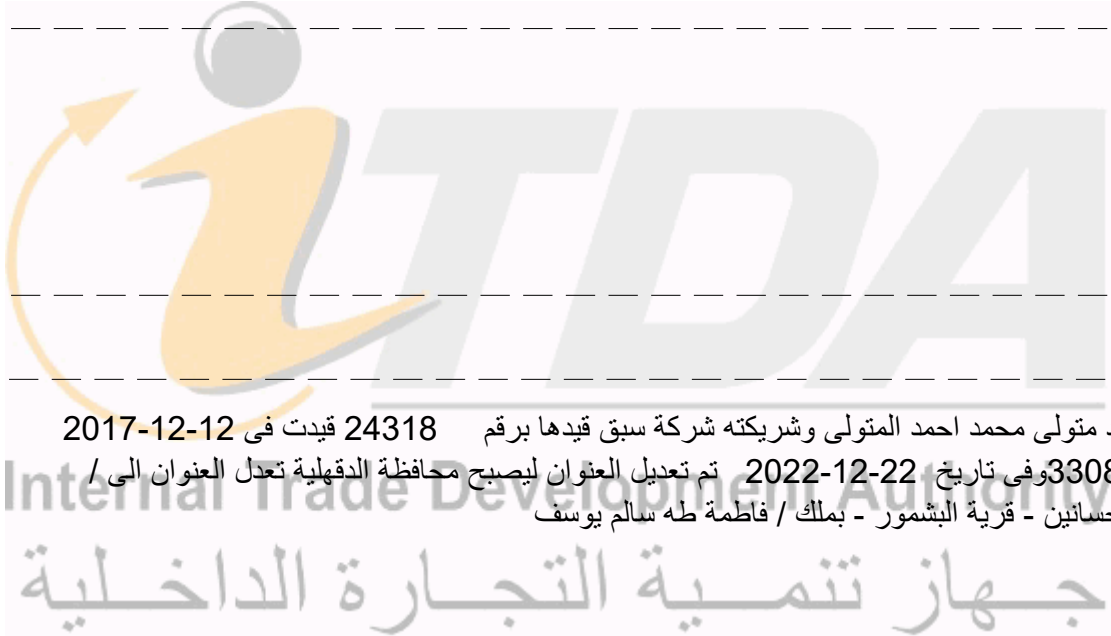 iTDA
متولى محمد احمد المتولى وشريكته شركة سبق قيدها برقم 24318 قيدت فى 12-12-2017
3308وفى تاريخ 22-12-2022 تم تعديل العنوان ليصبح محافظة الدقهلية تعدل العنوان الى /
Internal Trade Development Authority
حسانين - قرية البشمور - بملك / فاطمة طه سالم يوسف
جهاز تنمية التجارة الداخلية